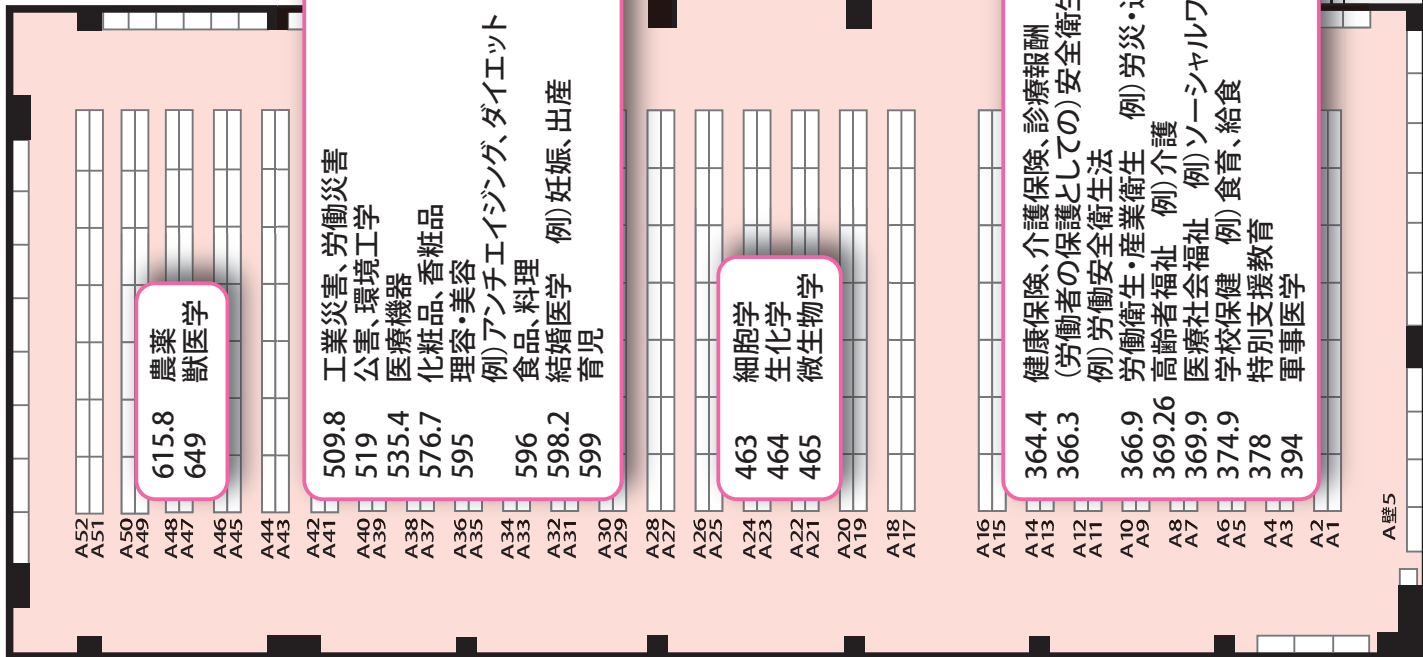 615.8 農薬
649 獣医学
509.8 工業災害、労働災害
519 公害、環境工学
535.4 医療機器
576.7 化粧品、香粧品
595 理容・美容
例）アンチエイジング、ダイエット
596 食品、料理
598.2 結婚医学 例）妊娠、出産
599 育児
463 細胞学
464 生化学
465 微生物学
364.4 健康保険、介護保険、診療報酬
366.3 （労働者の保護としての）安全衛生
例）労働安全衛生法
366.9 労働衛生・産業衛生 例）労災・
369.26 高齢者福祉 例）介護
369.9 医療社会福祉 例）ソーシャルワ
374.9 学校保健 例）食育、給食
378 特別支援教育
394 軍事医学
A52
A51
A50
A49
A48
A47
A46
A45
A44
A43
A42
A41
A40
A39
A38
A37
A36
A35
A34
A33
A32
A31
A30
A29
A28
A27
A26
A25
A24
A23
A22
A21
A20
A19
A18
A17
A16
A15
A14
A13
A12
A11
A10
A9
A8
A7
A6
A5
A4
A3
A2
A1
A壁5